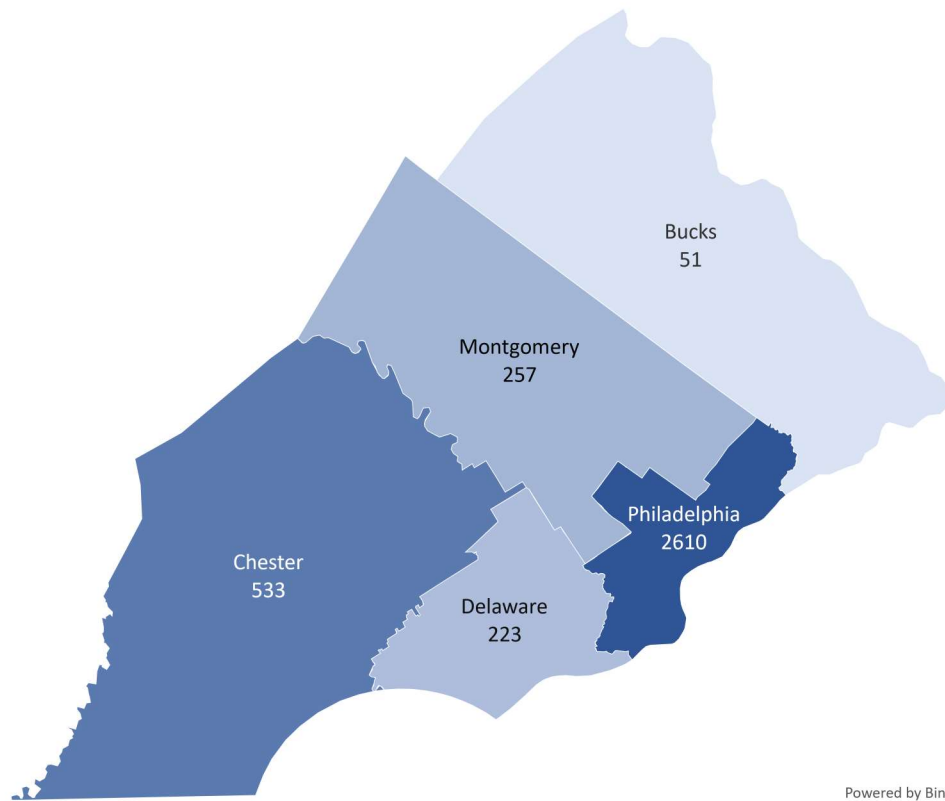 Bucks
51
Montgomery
257
Philadelphia
2610
Chester
533
Delaware
223
Powered by Bin